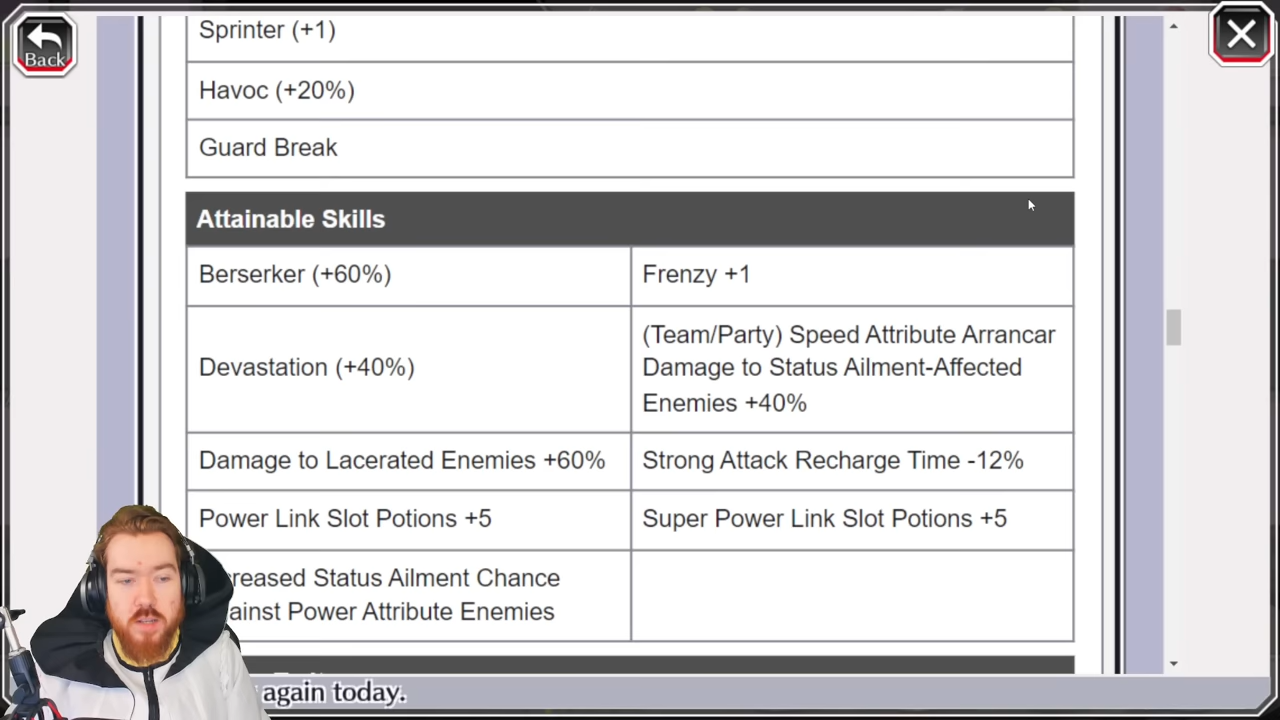 Sprinter (+1)
Back
Havoc (+20%)
Guard Break
Attainable Skills
Berserker (+60%)
Frenzy +1
Devastation (+40%)
(Team/Party) Speed Attribute Arrancar
Damage to Status Ailment-Affected
Enemies +40%
Damage to Lacerated Enemies +60%
Strong Attack Recharge Time -12%
Power Link Slot Potions +5
Super Power Link Slot Potions +5
creased Status Ailment Chance
ainst Power Attribute Enemies
again today.